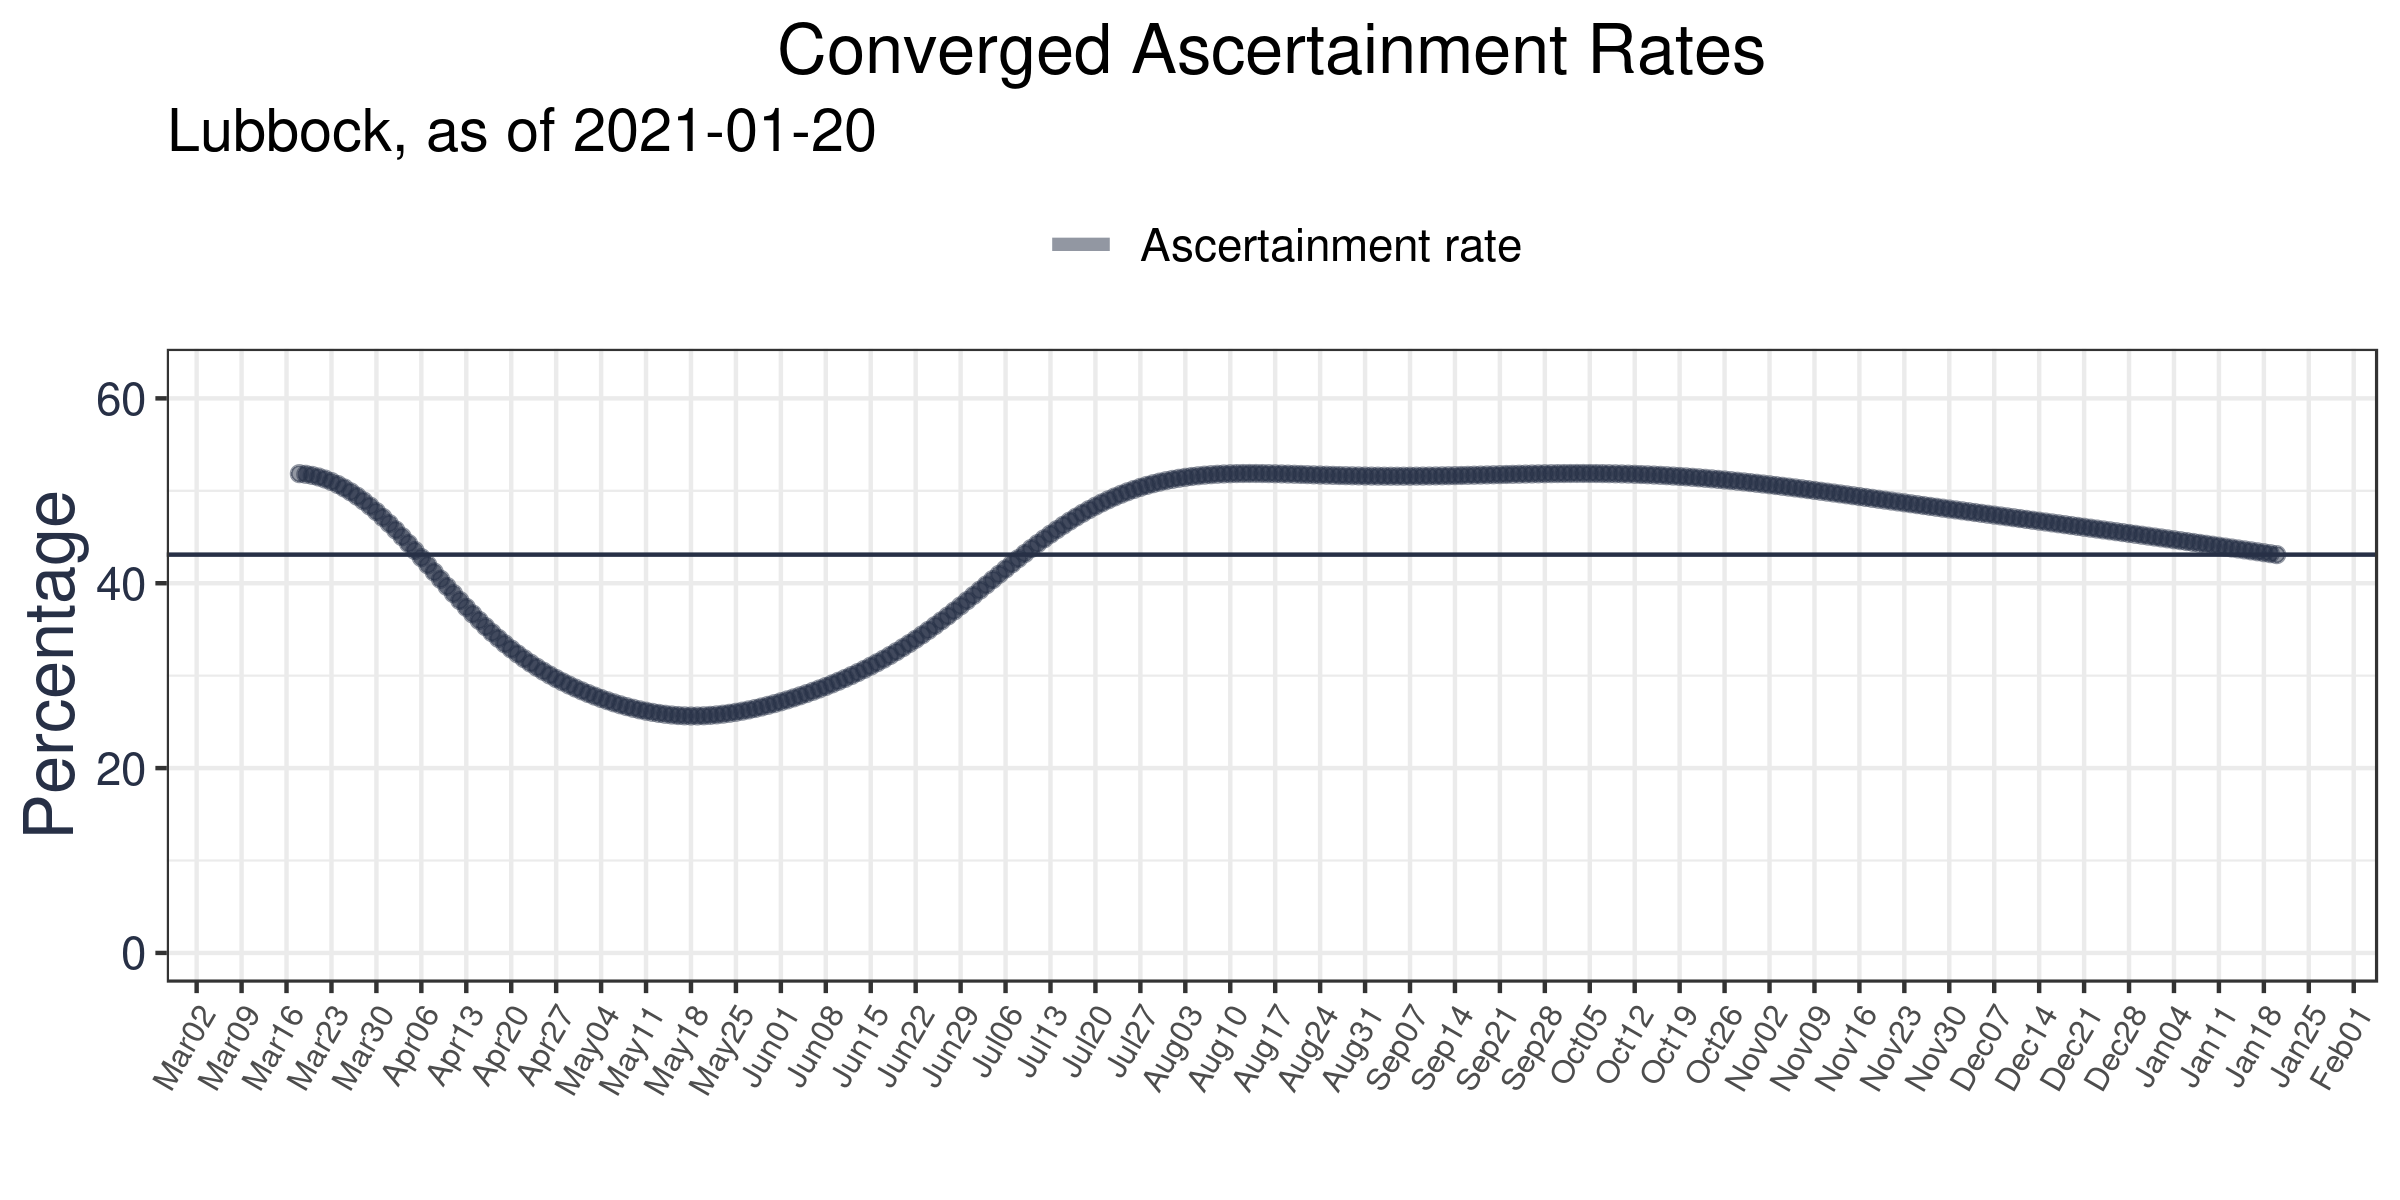 Converged Ascertainment Rates
Lubbock, as of 2021-01-20
Ascertainment rate
Percentage
60
40
20
0
Mar02 Mar09 Mar16 Mar23 Mar30 Apr06 Apr13 Apr20 Apr27 May04 May11 May18 May25 Jun01 Jun08 Jun15 Jun22 Jun29 Jul06 Jul13 Jul20 Jul27 Aug03 Aug10 Aug17 Aug24 Aug31 Sep07 Sep14 Sep21 Sep28 Oct05 Oct12 Oct19 Oct26 Nov02 Nov09 Nov16 Nov23 Nov30 Dec07 Dec14 Dec21 Dec28 Jan04 Jan11 Jan18 Jan25 Feb01